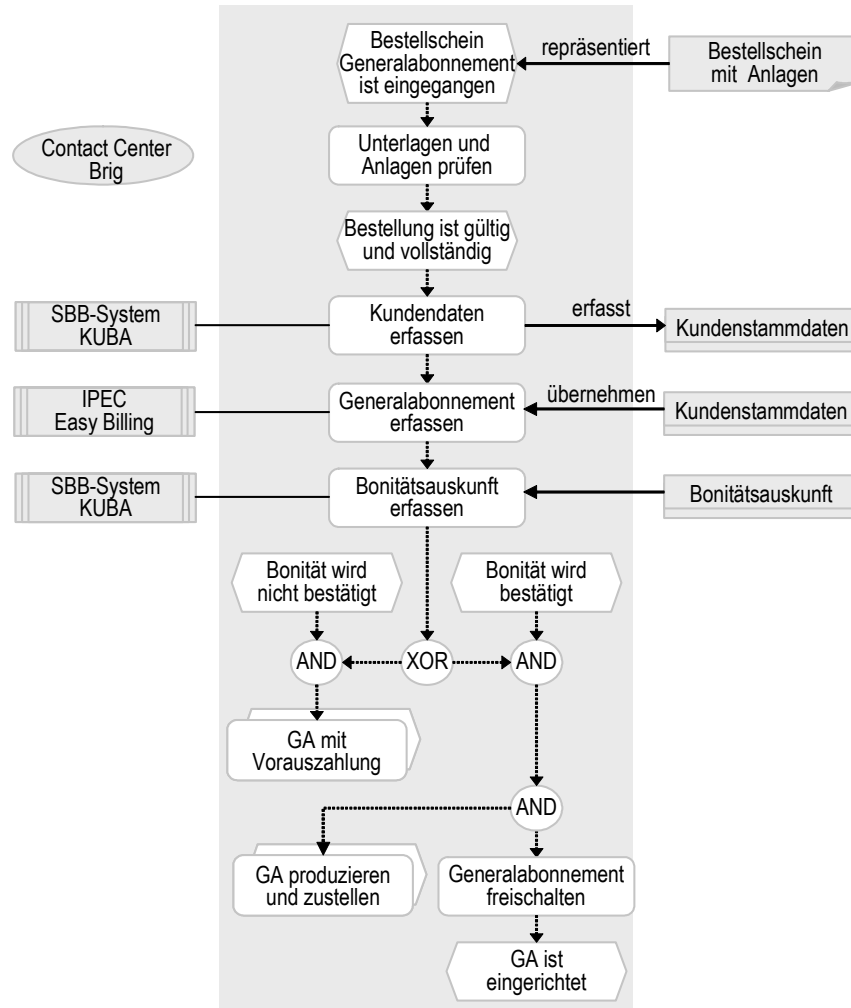 Bestellschein
Generalabonnement
ist eingegangen
repräsentiert
Bestellschein
mit Anlagen
Contact Center
Brig
Unterlagen und
Anlagen prüfen
Bestellung ist gültig
und vollständig
SBB-System
KUBA
Kundendaten
erfassen
erfasst
Kundenstammdaten
IPEC
Easy Billing
Generalabonnement
erfassen
übernehmen
Kundenstammdaten
SBB-System
KUBA
Bonitätsauskunft
erfassen
Bonitätsauskunft
Bonität wird
nicht bestätigt
Bonität wird
bestätigt
AND
XOR
AND
GA mit
Vorauszahlung
AND
GA produzieren
und zustellen
Generalabonnement
freischalten
GA ist
eingerichtet